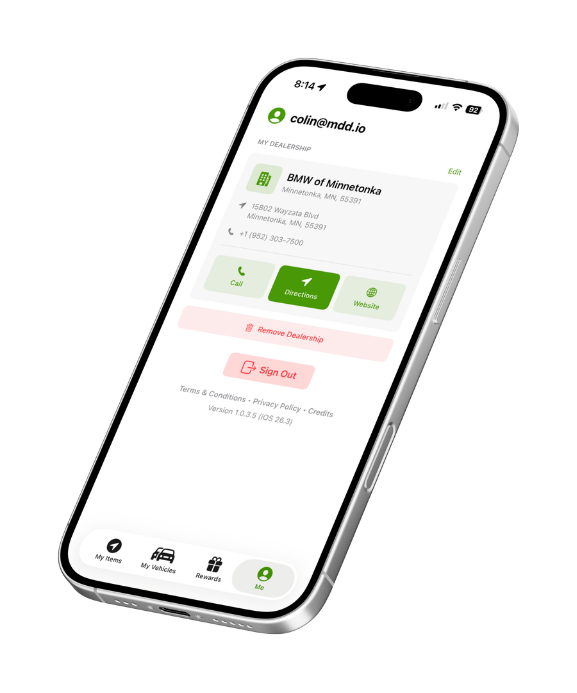 8:14
92
colin@mdd.io
MY DEALERSHIP
Edit
BMW of Minnetonka
Minnetonka, MN, 55391
15802 Wayzata Blvd
Minnetonka, MN, 55391
+1 (952) 303-7500
Call
Directions
Website
Remove Dealership
Sign Out
Terms & Conditions • Privacy Policy • Credits
Version 1.0.3.5 (iOS 26.3)
My Items
My Vehicles
Rewards
Me